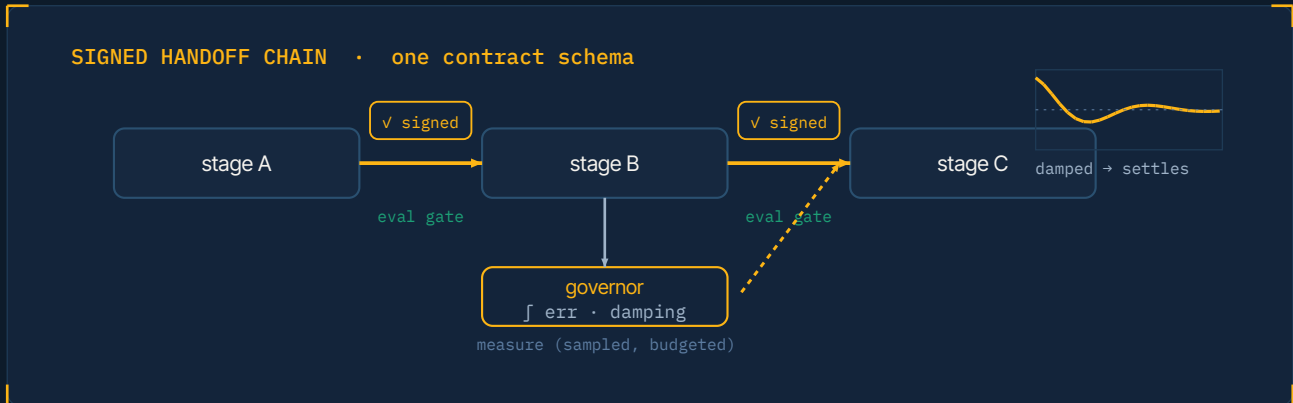 SIGNED HANDOFF CHAIN · one contract schema
√ signed
√ signed
stage A
stage B
stage C
damped → settles
eval gate
eval gate
governor
∫ err · damping
measure (sampled, budgeted)